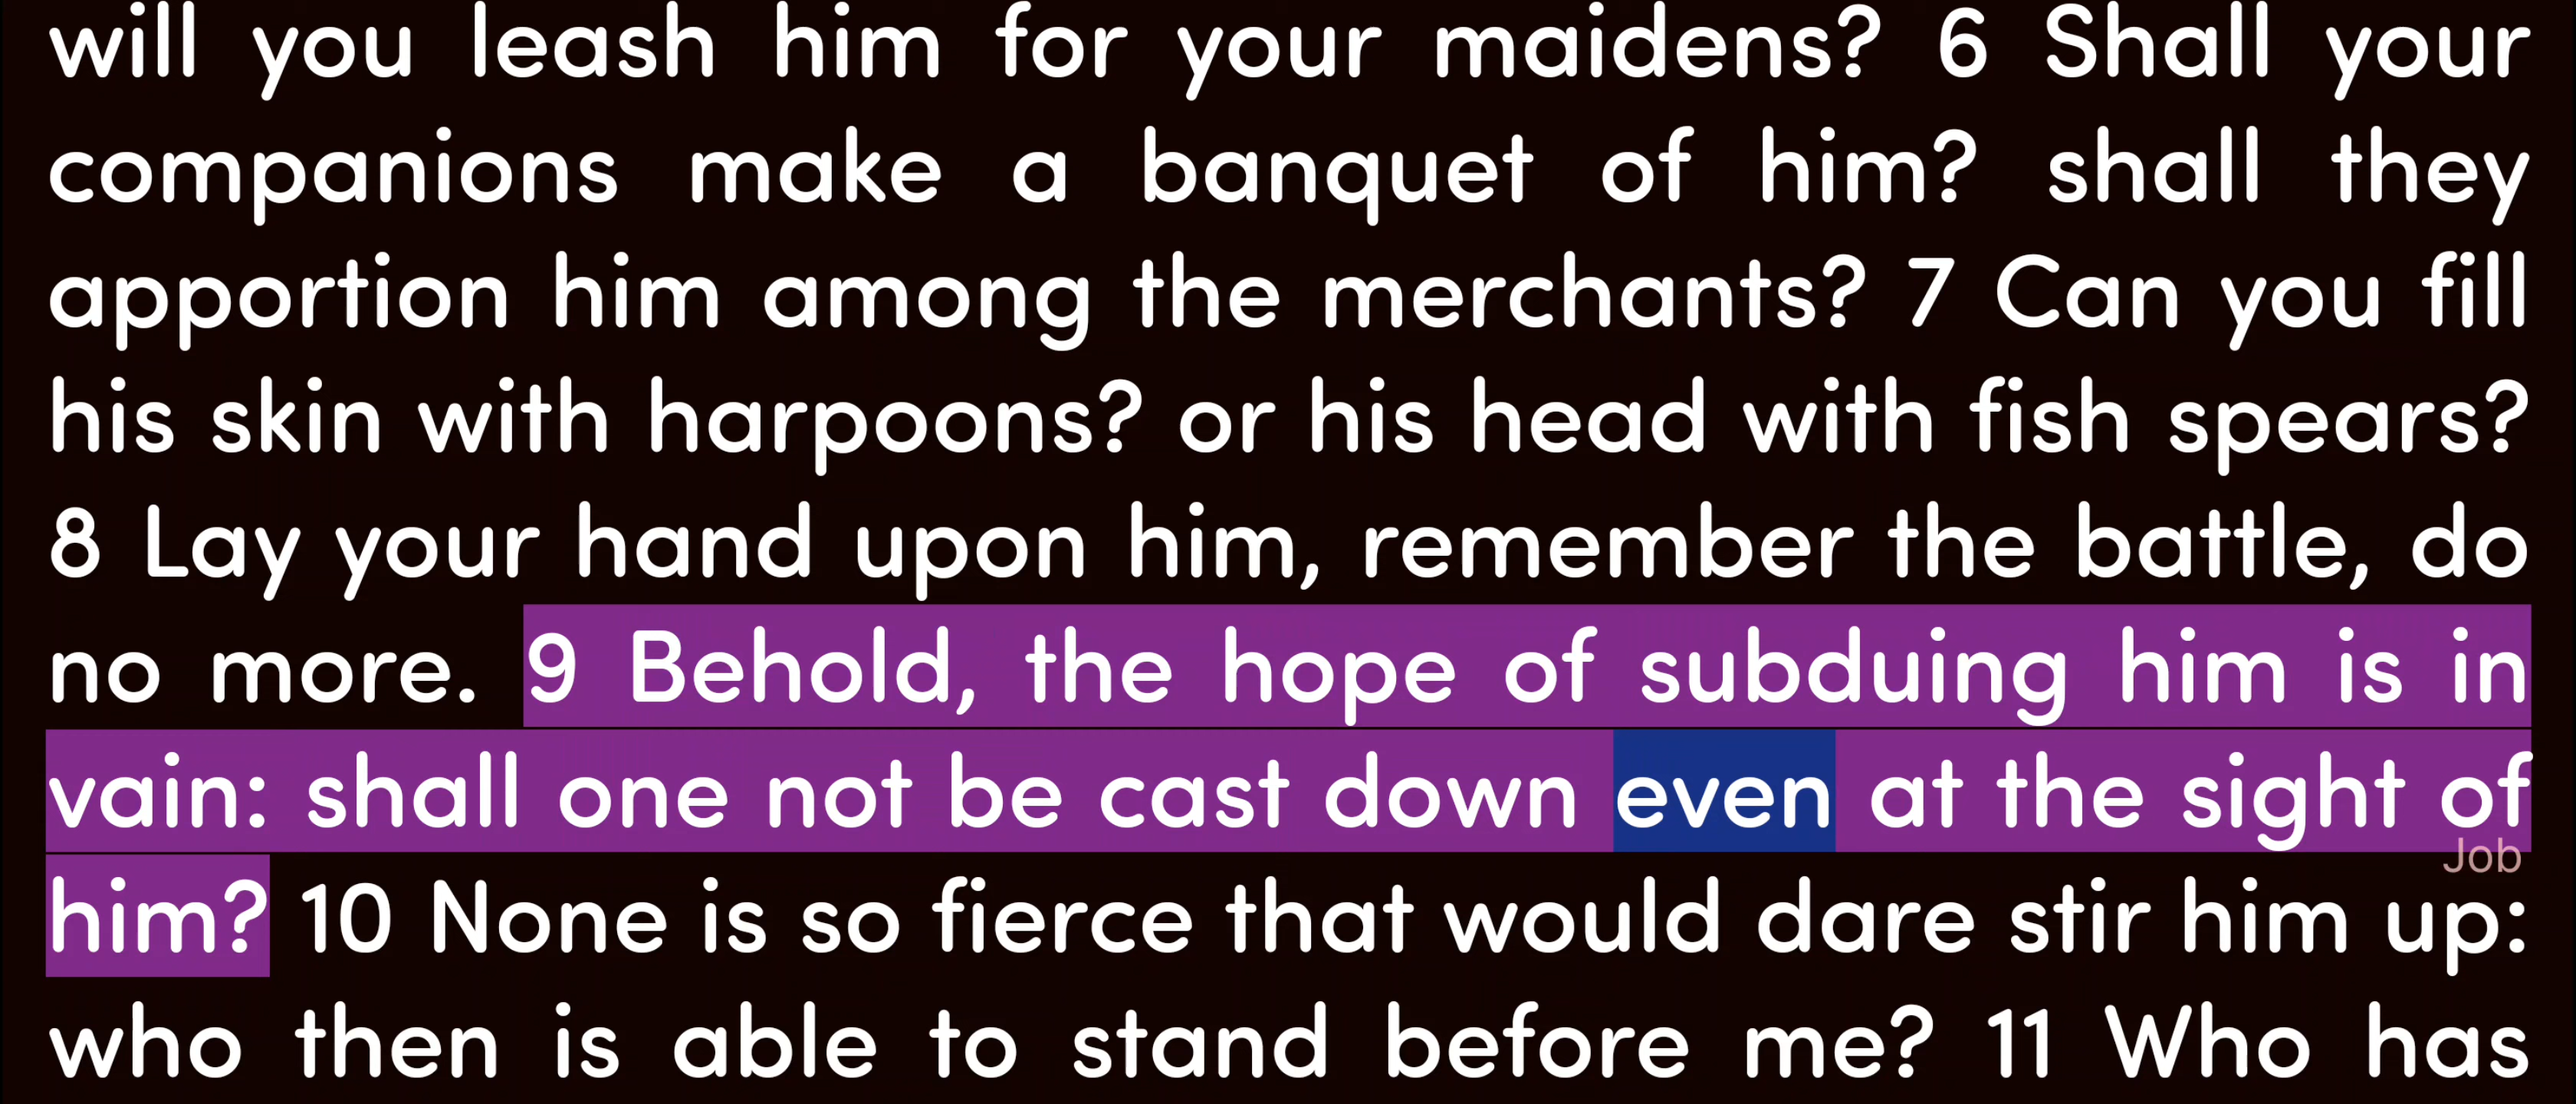 will you leash him for your maidens? 6 Shall your
companions make a banquet of him? shall they
apportion him among the merchants? 7 Can you fill
his skin with harpoons? or his head with fish spears?
8 Lay your hand upon him, remember the battle, do
no more. 9 Behold, the hope of subduing him is in
vain: shall one not be cast down even at the sight of
Job
him? 10 None is so fierce that would dare stir him up:
who then is able to stand before me? 11 Who has